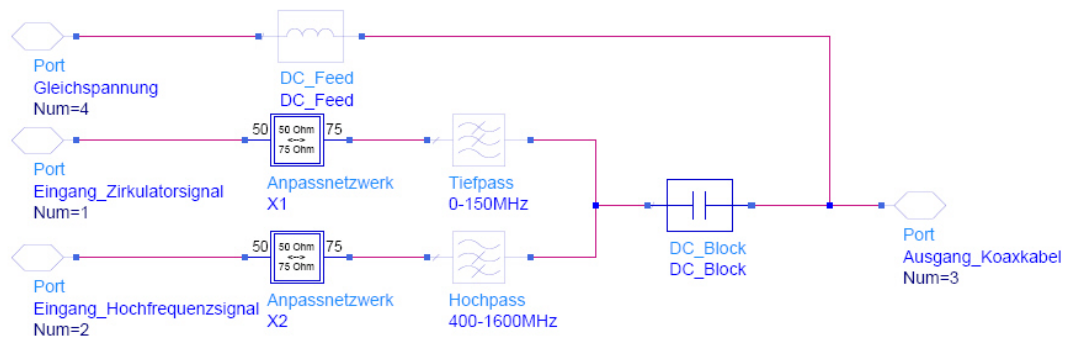 Port
Gleichspannung
Num=4
DC_Feed
DC_Feed
50
50 Ohm
<-->
75 Ohm
75
Port
Eingang_Zirkulatorsignal
Num=1
Anpassnetzwerk
X1
Tiefpass
0-150MHz
DC_Block
DC_Block
Port
Ausgang_Koaxkabel
Num=3
50
50 Ohm
<-->
75 Ohm
75
Port
Eingang_Hochfrequenzsignal
Num=2
Anpassnetzwerk
X2
Hochpass
400-1600MHz